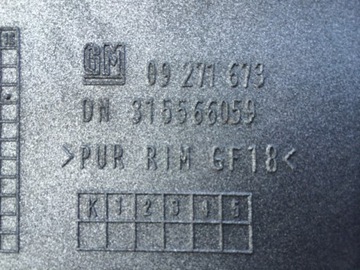 GM 09 271 673
DN 315566059
>PUR RIM GF18<
K 1 2 3 4 5